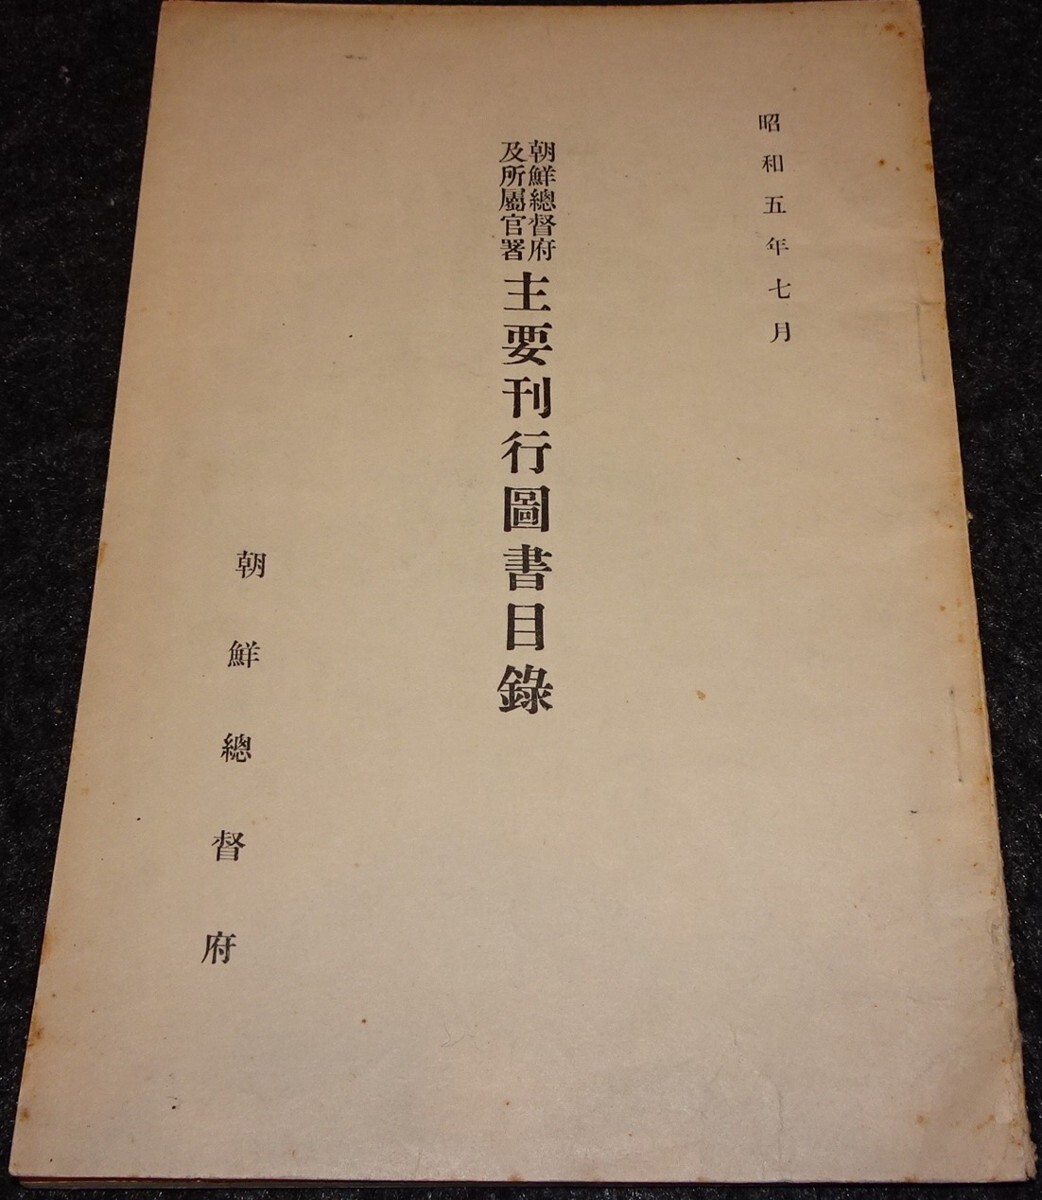 昭和五年七月
朝鮮總督府
及所屬官署
主要刊行圖書目錄
朝鮮總督府